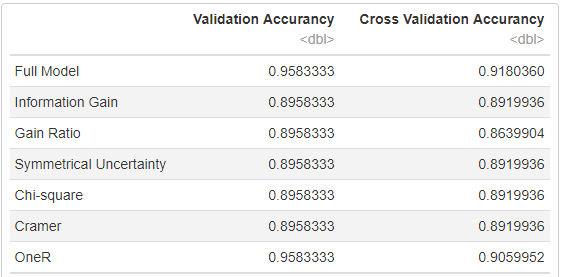 Validation Accurancy Cross Validation Accurancy
<dbl> <dbl>
Full Model 0.9583333 0.9180360
Information Gain 0.8958333 0.8919936
Gain Ratio 0.8958333 0.8639904
Symmetrical Uncertainty 0.8958333 0.8919936
Chi-square 0.8958333 0.8919936
Cramer 0.8958333 0.8919936
OneR 0.9583333 0.9059952